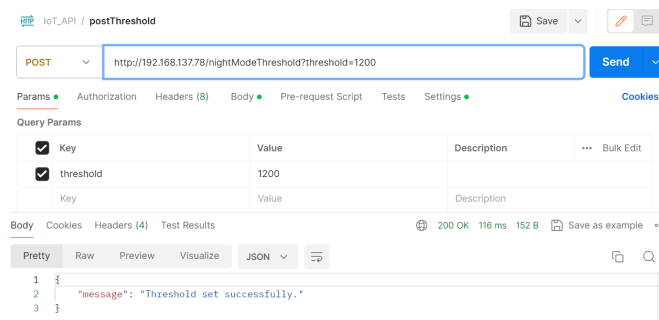 HTTP IoT_API / postThreshold Save
POST http://192.168.137.78/nightModeThreshold?threshold=1200 Send
Params Authorization Headers (8) Body Pre-request Script Tests Settings Cookies
Query Params
Key Value Description ••• Bulk Edit
threshold 1200
Key Value Description
Body Cookies Headers (4) Test Results 200 OK 116 ms 152 B Save as example
Pretty Raw Preview Visualize JSON
1 {
2 "message": "Threshold set successfully."
3 }